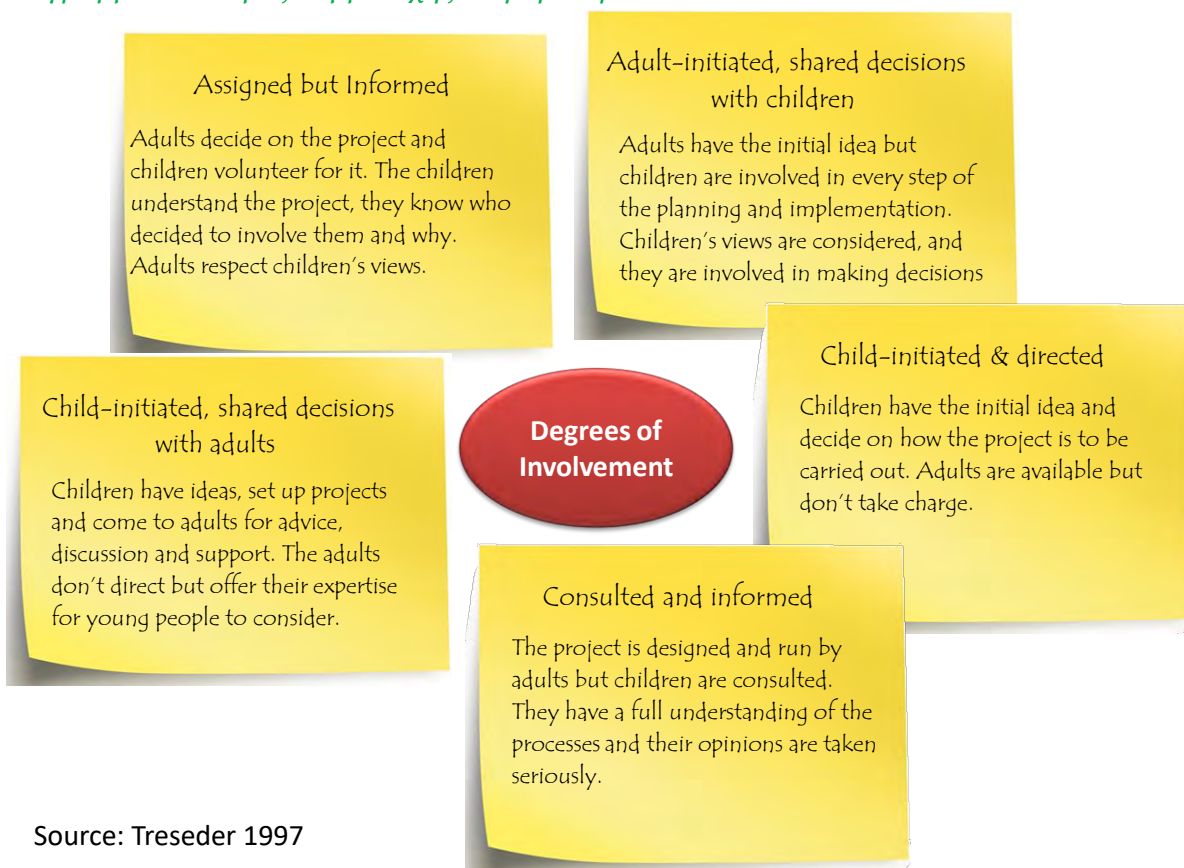 Assigned but Informed
Adults decide on the project and
children volunteer for it. The children
understand the project, they know who
decided to involve them and why.
Adults respect children's views.
Adult-initiated, shared decisions
with children
Adults have the initial idea but
children are involved in every step of
the planning and implementation.
Children's views are considered, and
they are involved in making decisions
Child-initiated & directed
Children have the initial idea and
decide on how the project is to be
carried out. Adults are available but
don't take charge.
Child-initiated, shared decisions
with adults
Children have ideas, set up projects
and come to adults for advice,
discussion and support. The adults
don't direct but offer their expertise
for young people to consider.
Degrees of
Involvement
Consulted and informed
The project is designed and run by
adults but children are consulted.
They have a full understanding of the
processes and their opinions are taken
seriously.
Source: Treseder 1997